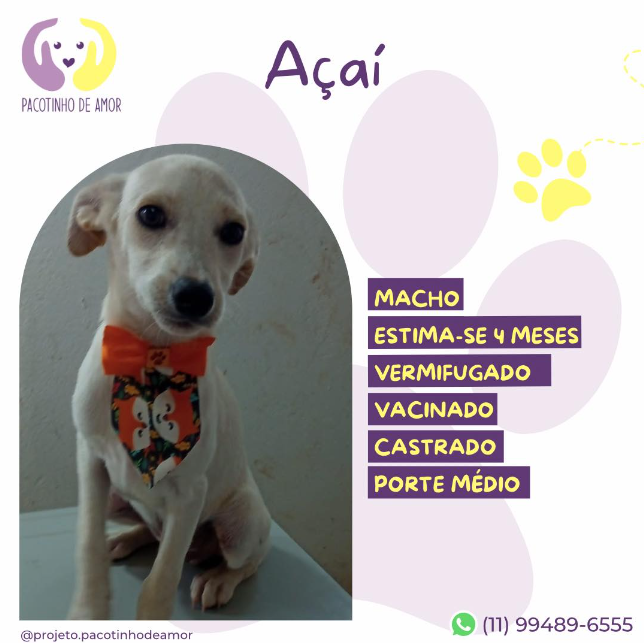 PACOTINHO DE AMOR
Açaí
MACHO
ESTIMA-SE 4 MESES
VERMIFUGADO
VACINADO
CASTRADO
PORTE MÉDIO
(11) 99489-6555
@projeto.pacotinhodeamor